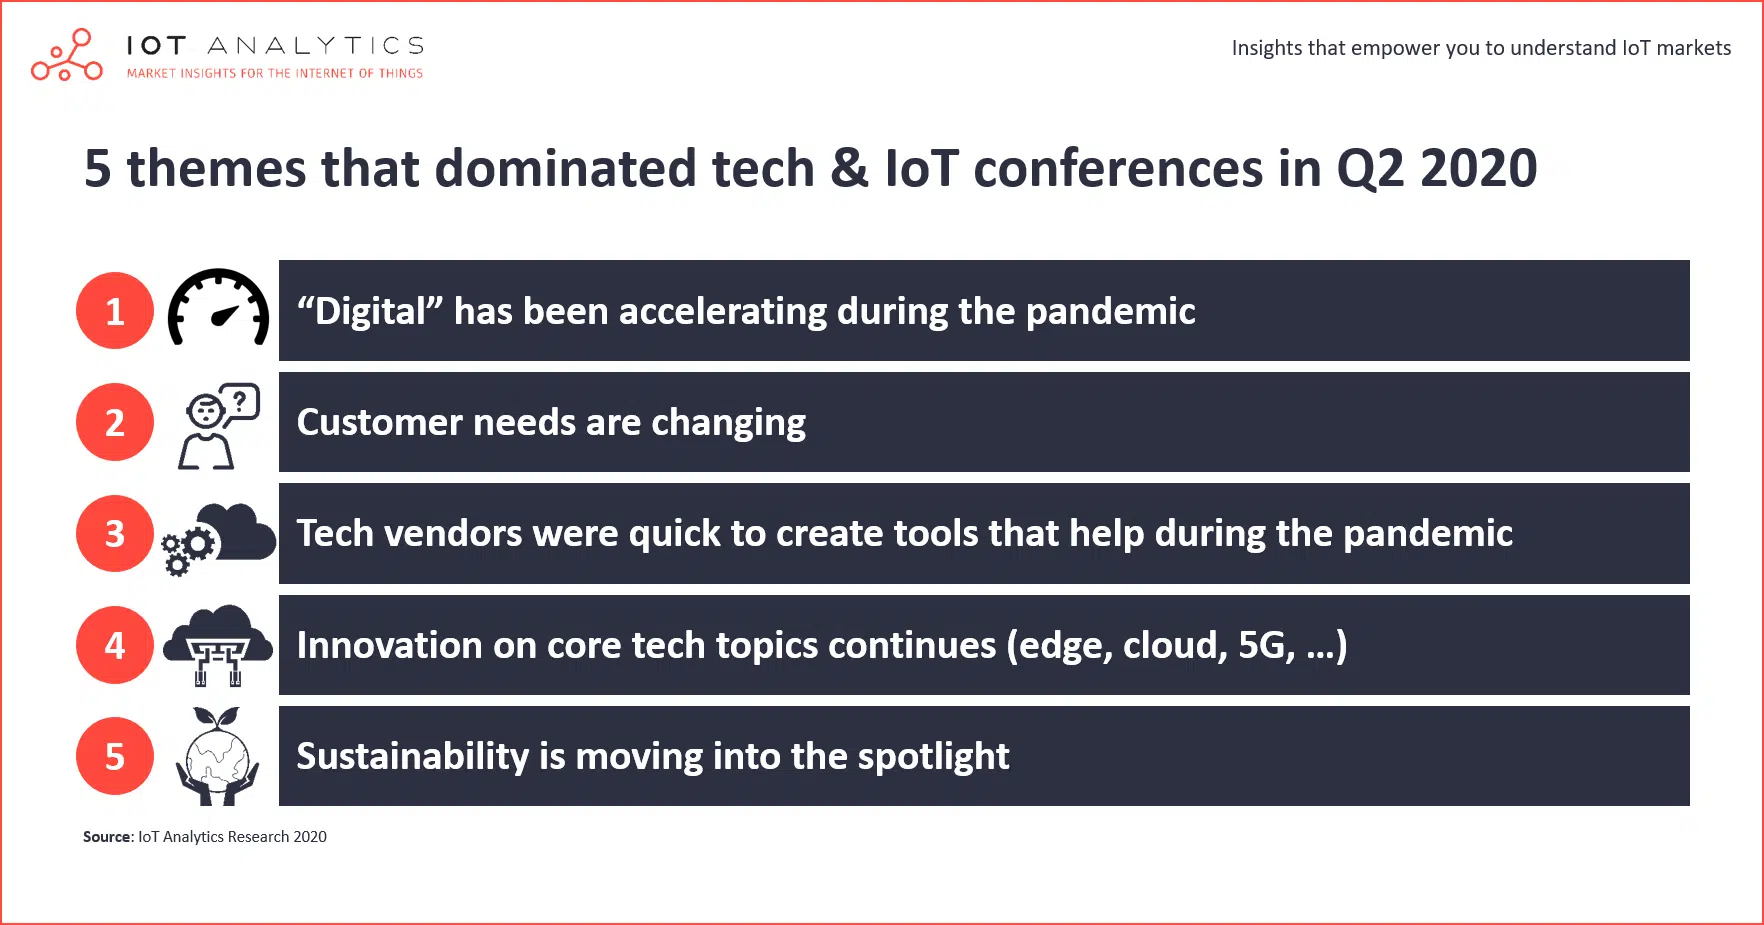 IOT ANALYTICS
MARKET INSIGHTS FOR THE INTERNET OF THINGS
Insights that empower you to understand IoT markets
5 themes that dominated tech & IoT conferences in Q2 2020
1
“Digital” has been accelerating during the pandemic
2
?
Customer needs are changing
3
Tech vendors were quick to create tools that help during the pandemic
4
Innovation on core tech topics continues (edge, cloud, 5G, ...)
5
Sustainability is moving into the spotlight
Source: IoT Analytics Research 2020